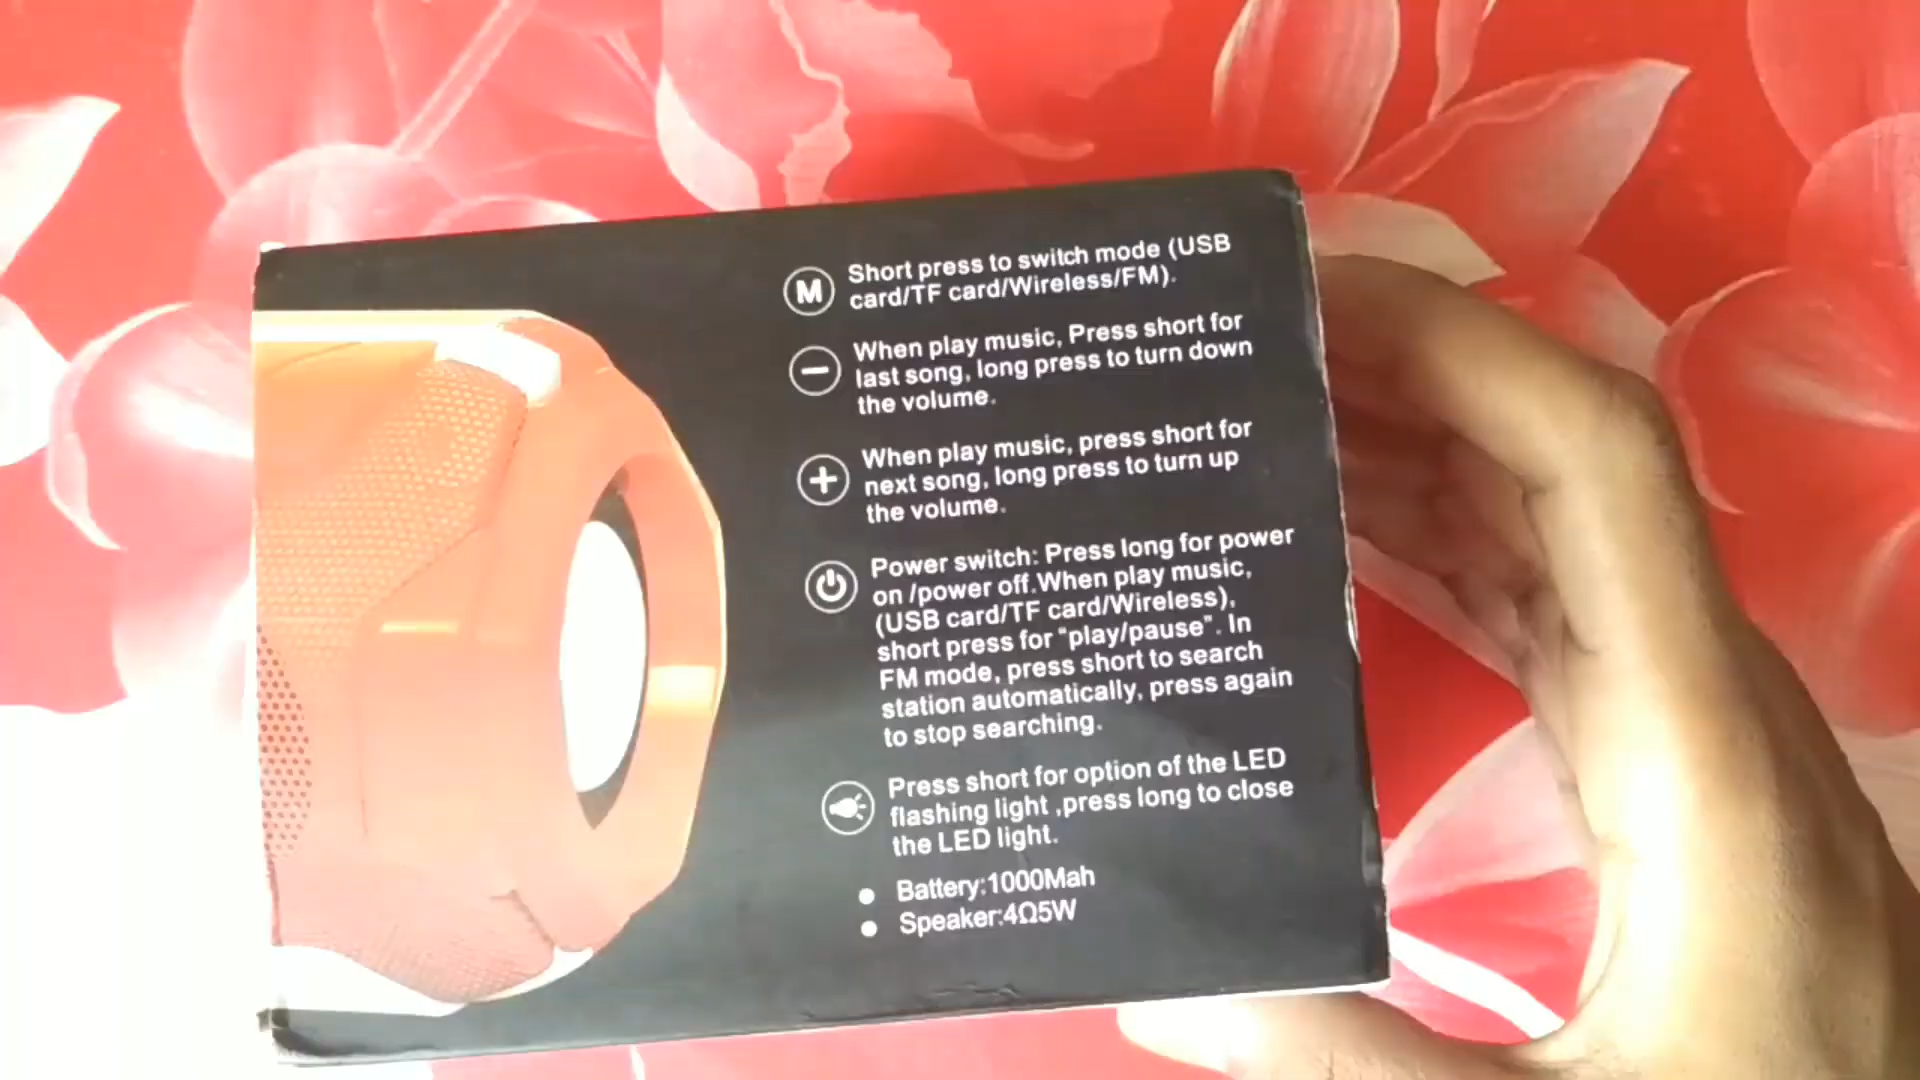 M
Short press to switch mode (USB
card/TF card/Wireless/FM).
When play music, Press short for
last song, long press to turn down
the volume.
When play music, press short for
next song, long press to turn up
the volume.
Power switch: Press long for power
on /power off.When play music,
(USB card/TF card/Wireless),
short press for "play/pause". In
FM mode, press short to search
station automatically, press again
to stop searching.
Press short for option of the LED
flashing light ,press long to close
the LED light.
● Battery:1000Mah
● Speaker:4Ω5W